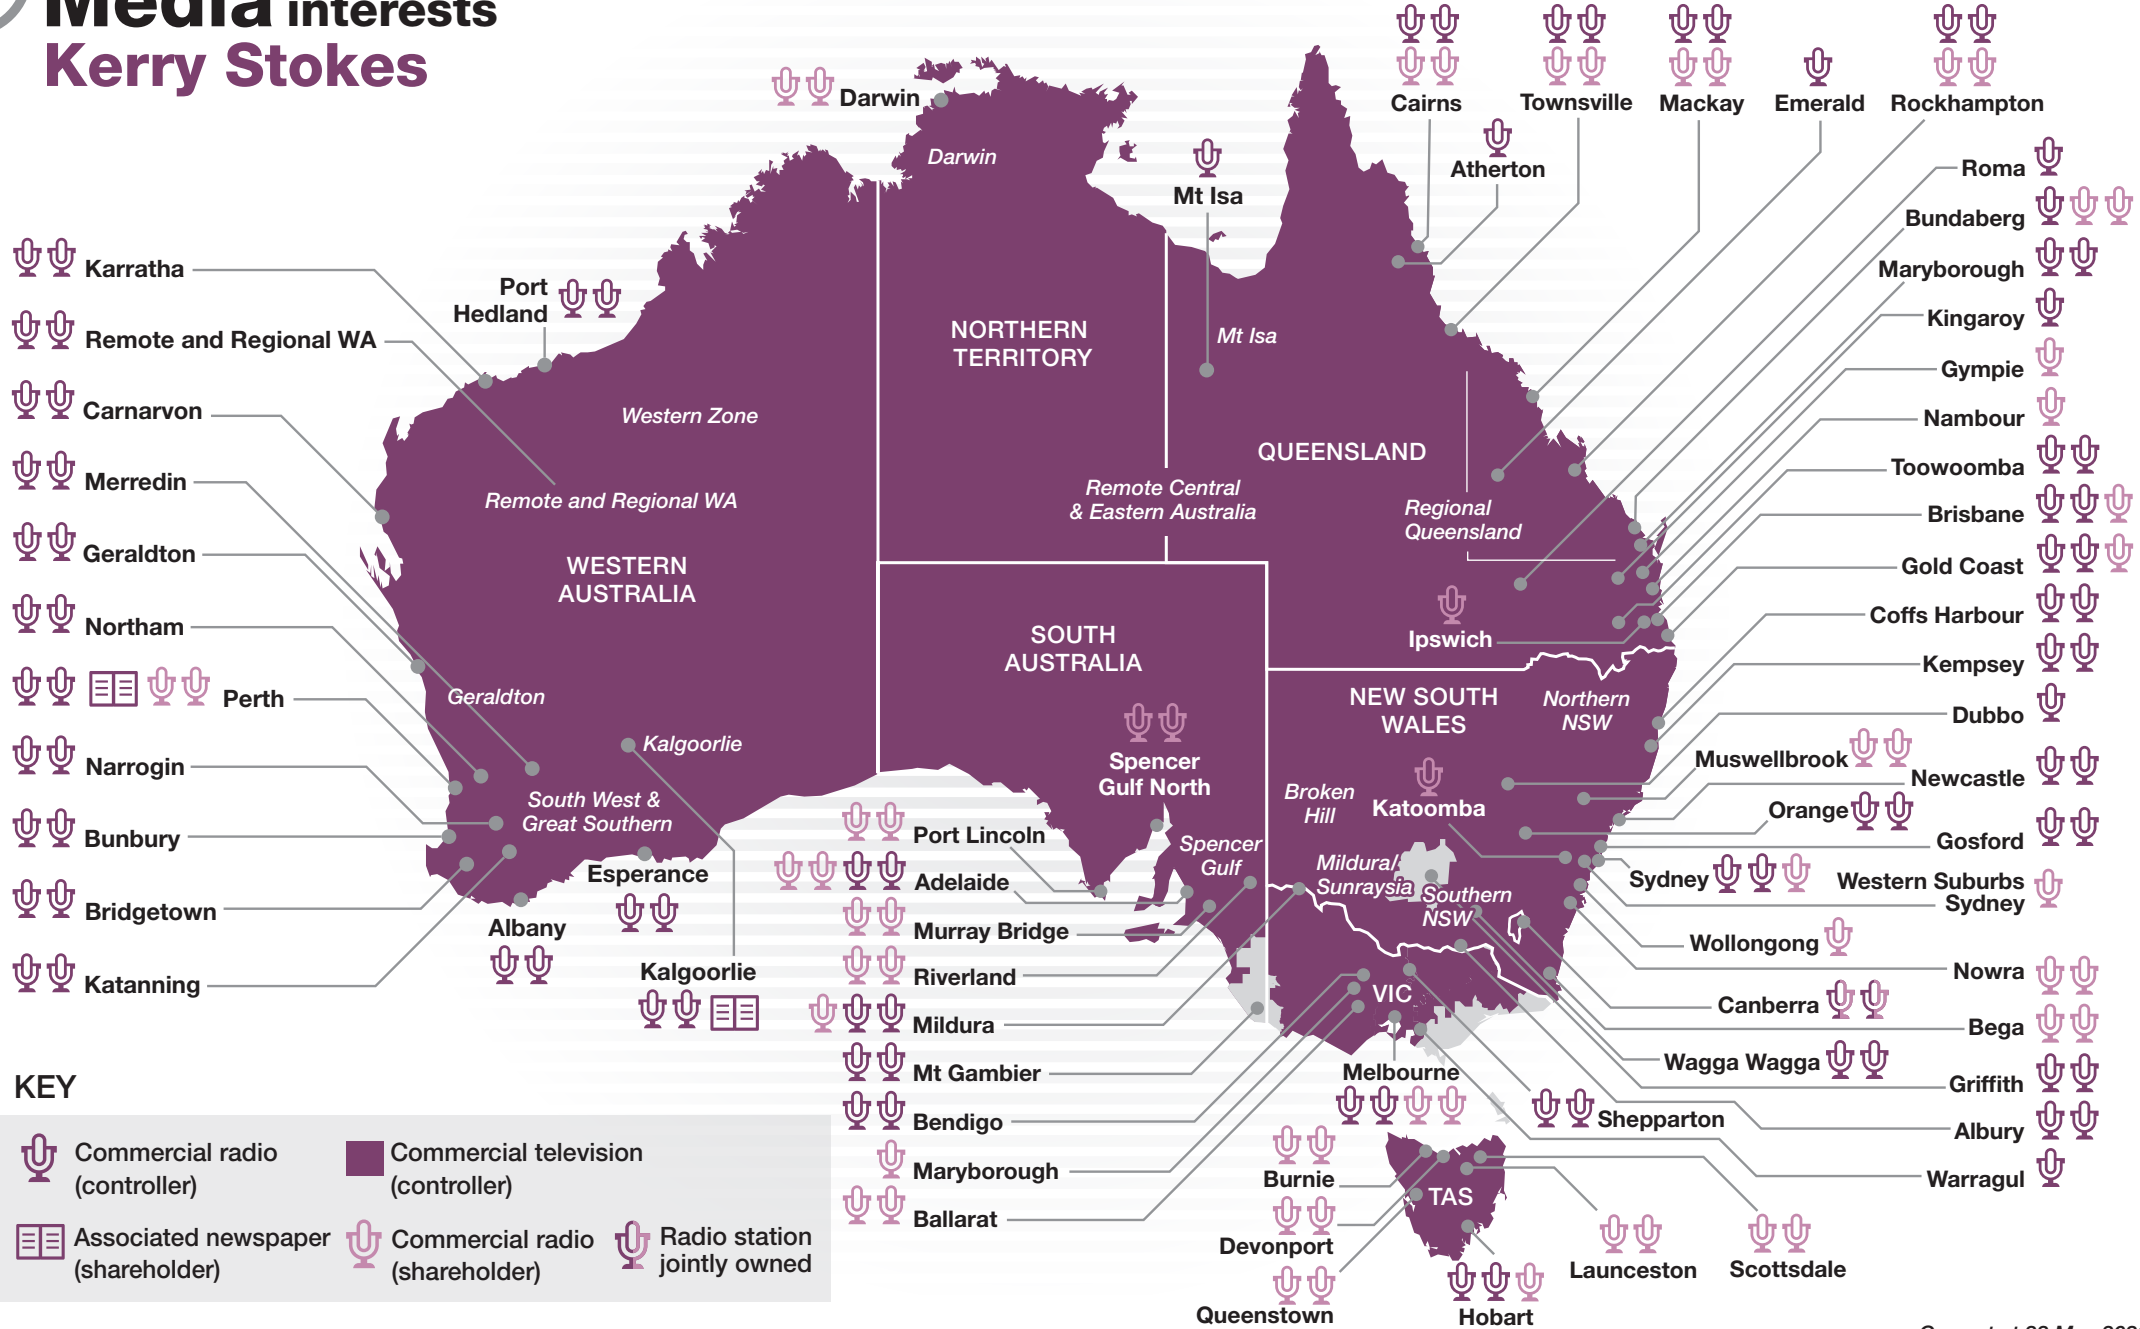 Media interests
Kerry Stokes
Cairns
Townsville
Mackay
Emerald
Rockhampton
Darwin
Darwin
Atherton
Mt Isa
Roma
Bundaberg
Maryborough
Kingaroy
Gympie
Nambour
Toowoomba
Brisbane
Gold Coast
Coffs Harbour
Kempsey
Dubbo
Muswellbrook
Newcastle
Orange
Gosford
Sydney
Western Suburbs
Sydney
Wollongong
Nowra
Canberra
Bega
Wagga Wagga
Griffith
Albury
Warragul
Karratha
Port
Hedland
Remote and Regional WA
Carnarvon
Merredin
Geraldton
Northam
Perth
Narrogin
Bunbury
Bridgetown
Katanning
Western Zone
Remote and Regional WA
WESTERN
AUSTRALIA
Geraldton
Kalgoorlie
South West &
Great Southern
Esperance
Albany
Kalgoorlie
NORTHERN
TERRITORY
Mt Isa
QUEENSLAND
Remote Central
& Eastern Australia
Regional
Queensland
Ipswich
SOUTH
AUSTRALIA
Spencer
Gulf North
NEW SOUTH
WALES
Northern
NSW
Broken
Hill
Katoomba
Spencer
Gulf
Mildura/
Sunraysia
Southern
NSW
VIC
Port Lincoln
Adelaide
Murray Bridge
Riverland
Mildura
Mt Gambier
Bendigo
Maryborough
Ballarat
Melbourne
Shepparton
Burnie
TAS
Devonport
Queenstown
Hobart
Launceston
Scottsdale
KEY
Commercial radio
(controller)
Commercial television
(controller)
Associated newspaper
(shareholder)
Commercial radio
(shareholder)
Radio station
jointly owned